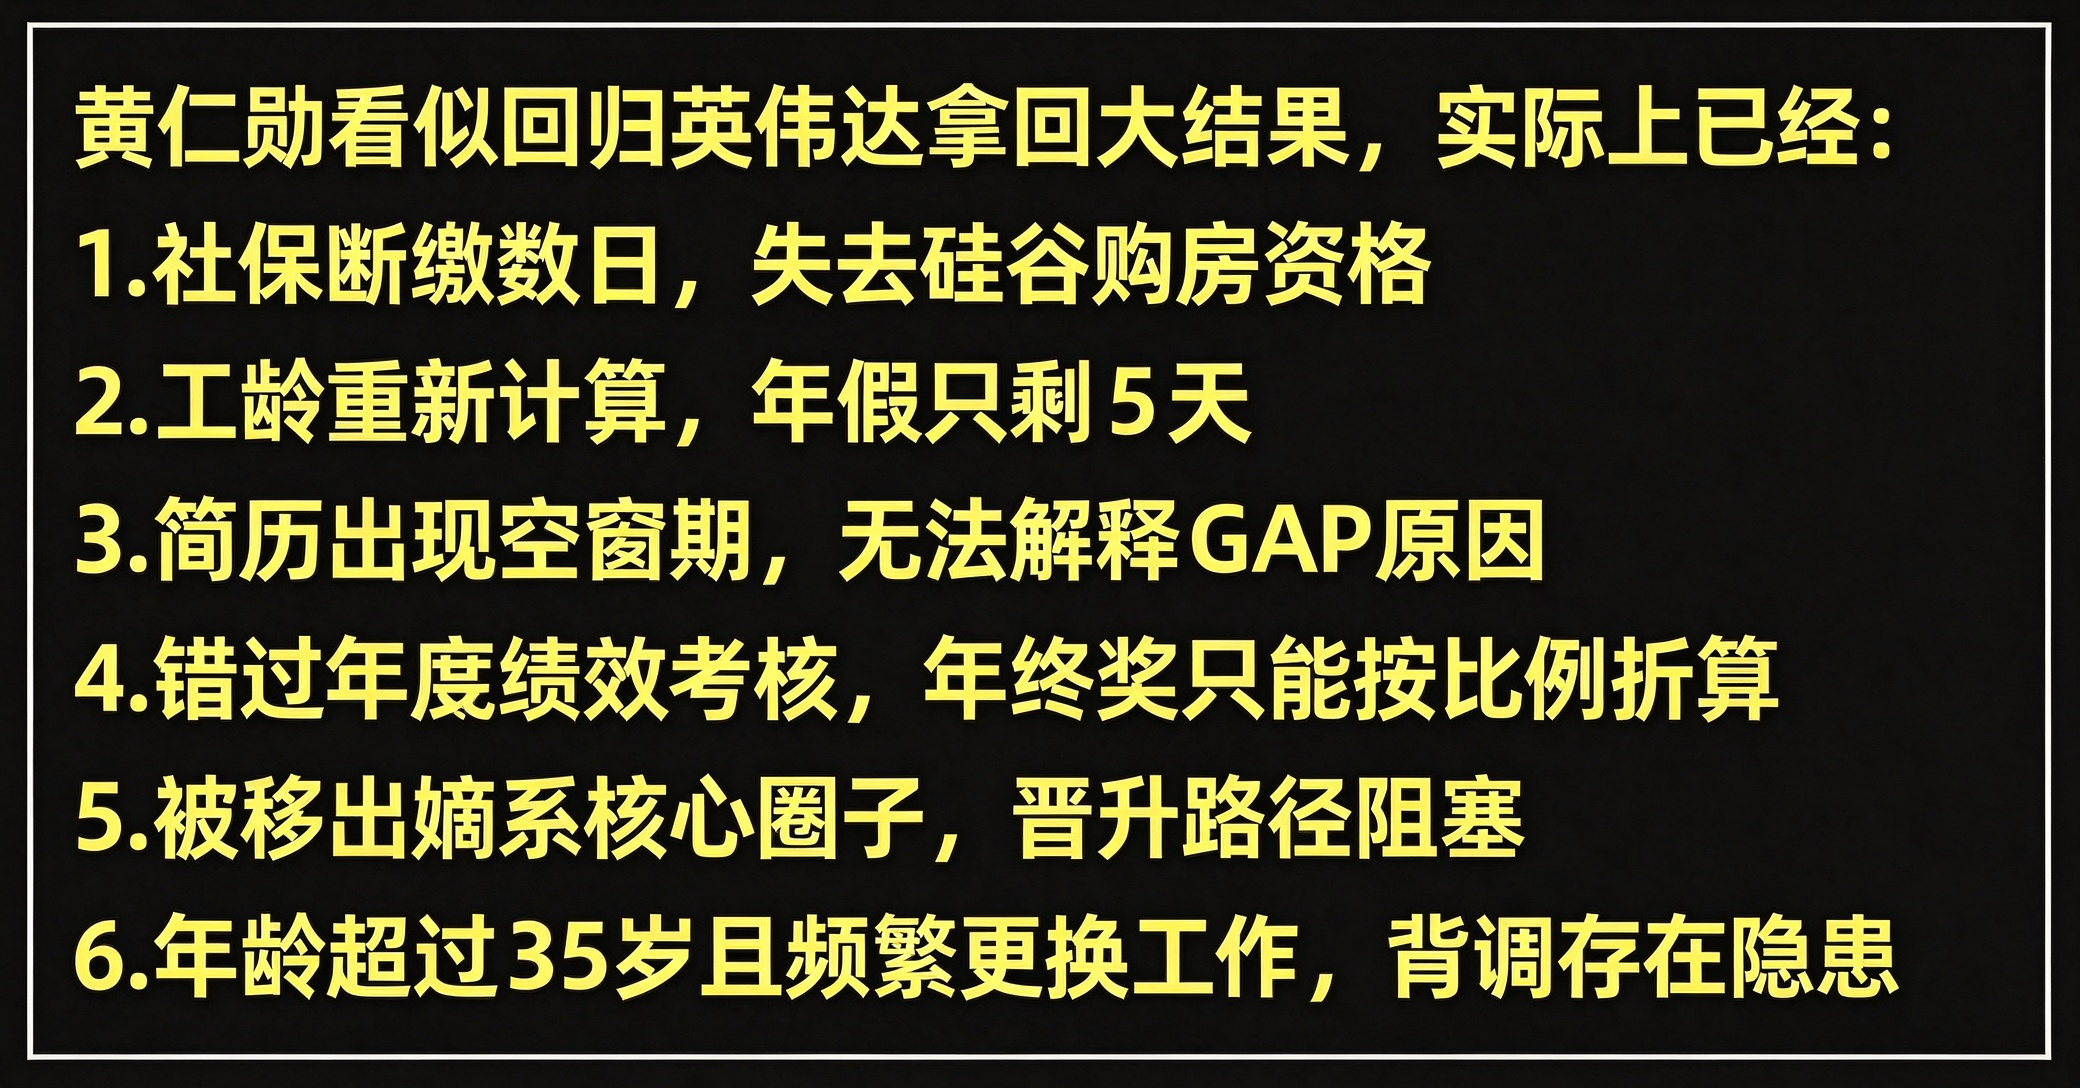 黄仁勋看似回归英伟达拿回大结果，实际上已经：
1.社保断缴数日，失去硅谷购房资格
2.工龄重新计算，年假只剩5天
3.简历出现空窗期，无法解释GAP原因
4.错过年度绩效考核，年终奖只能按比例折算
5.被移出嫡系核心圈子，晋升路径阻塞
6.年龄超过35岁且频繁更换工作，背调存在隐患